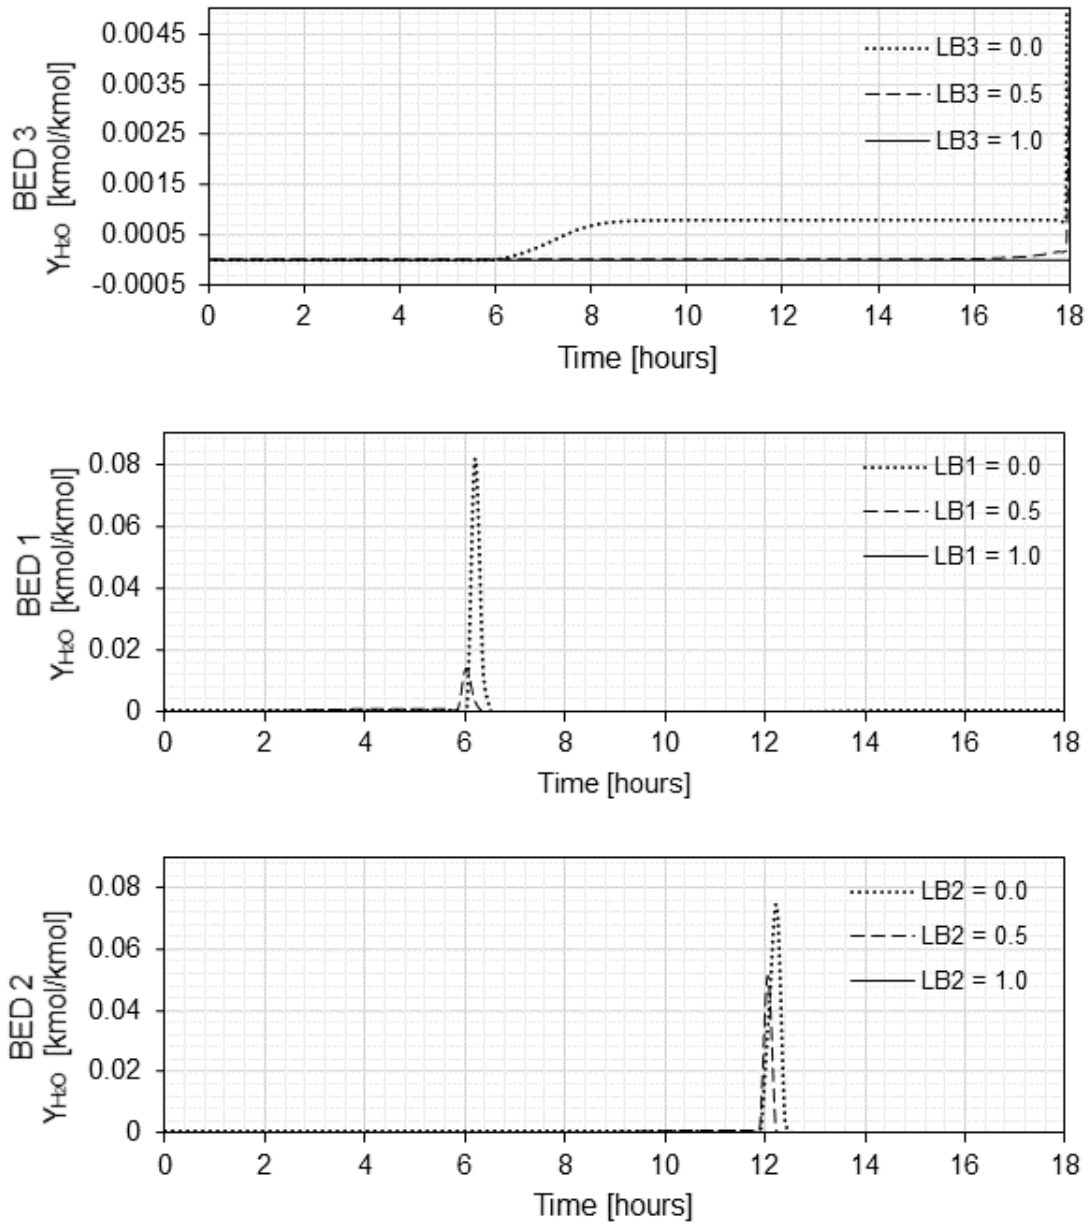 BED 3
Y_H₂O [kmol/kmol]
0.0045
0.0035
0.0025
0.0015
0.0005
-0.0005
LB3 = 0.0
LB3 = 0.5
LB3 = 1.0
0 2 4 6 8 10 12 14 16 18
Time [hours]
BED 1
Y_H₂O [kmol/kmol]
0.08
0.06
0.04
0.02
0
LB1 = 0.0
LB1 = 0.5
LB1 = 1.0
0 2 4 6 8 10 12 14 16 18
Time [hours]
BED 2
Y_H₂O [kmol/kmol]
0.08
0.06
0.04
0.02
0
LB2 = 0.0
LB2 = 0.5
LB2 = 1.0
0 2 4 6 8 10 12 14 16 18
Time [hours]